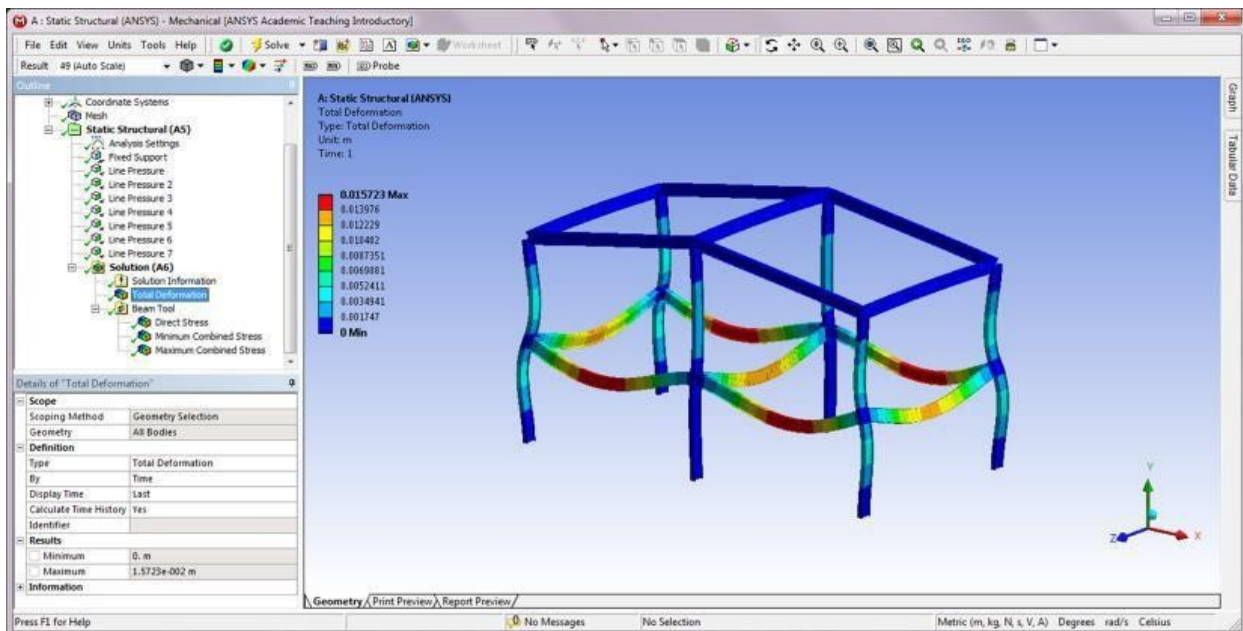 A : Static Structural (ANSYS) - Mechanical [ANSYS Academic Teaching Introductory]
File Edit View Units Tools Help Solve Worksheet
Result 49 (Auto Scale) Probe
Outline
Coordinate Systems
Mesh
Static Structural (A5)
Analysis Settings
Fixed Support
Line Pressure
Line Pressure 2
Line Pressure 3
Line Pressure 4
Line Pressure 5
Line Pressure 6
Line Pressure 7
Solution (A6)
Solution Information
Total Deformation
Beam Tool
Direct Stress
Minimum Combined Stress
Maximum Combined Stress
Details of "Total Deformation"
Scope
Scoping Method Geometry Selection
Geometry All Bodies
Definition
Type Total Deformation
By Time
Display Time Last
Calculate Time History Yes
Identifier
Results
Minimum 0. m
Maximum 1.5723e-002 m
Information
A: Static Structural (ANSYS)
Total Deformation
Type: Total Deformation
Unit: m
Time: 1
0.015723 Max
0.013976
0.012229
0.010482
0.0087351
0.0069881
0.0052411
0.0034941
0.001747
0 Min
Y
Z X
Graph
Tabular Data
Geometry Print Preview Report Preview
Press F1 for Help 0 No Messages No Selection Metric (m, kg, N, s, V, A) Degrees rad/s Celsius